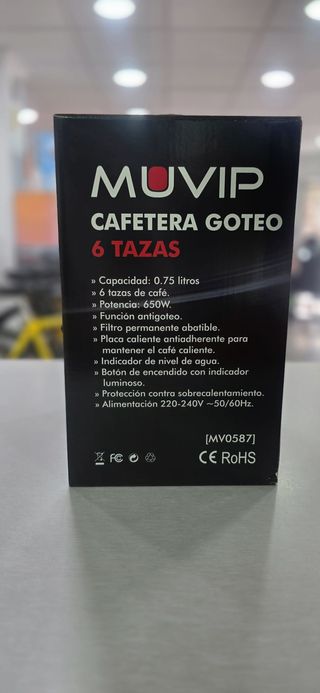 MUVIP
CAFETERA GOTEO
6 TAZAS
» Capacidad: 0.75 litros
» 6 tazas de café.
» Potencia: 650W.
» Función antigoteo.
» Filtro permanente abatible.
» Placa caliente antiadherente para
mantener el café caliente.
» Indicador de nivel de agua.
» Botón de encendido con indicador
luminoso.
» Protección contra sobrecalentamiento.
» Alimentación 220-240V ~50/60Hz.
[MV0587]
FC CE RoHS